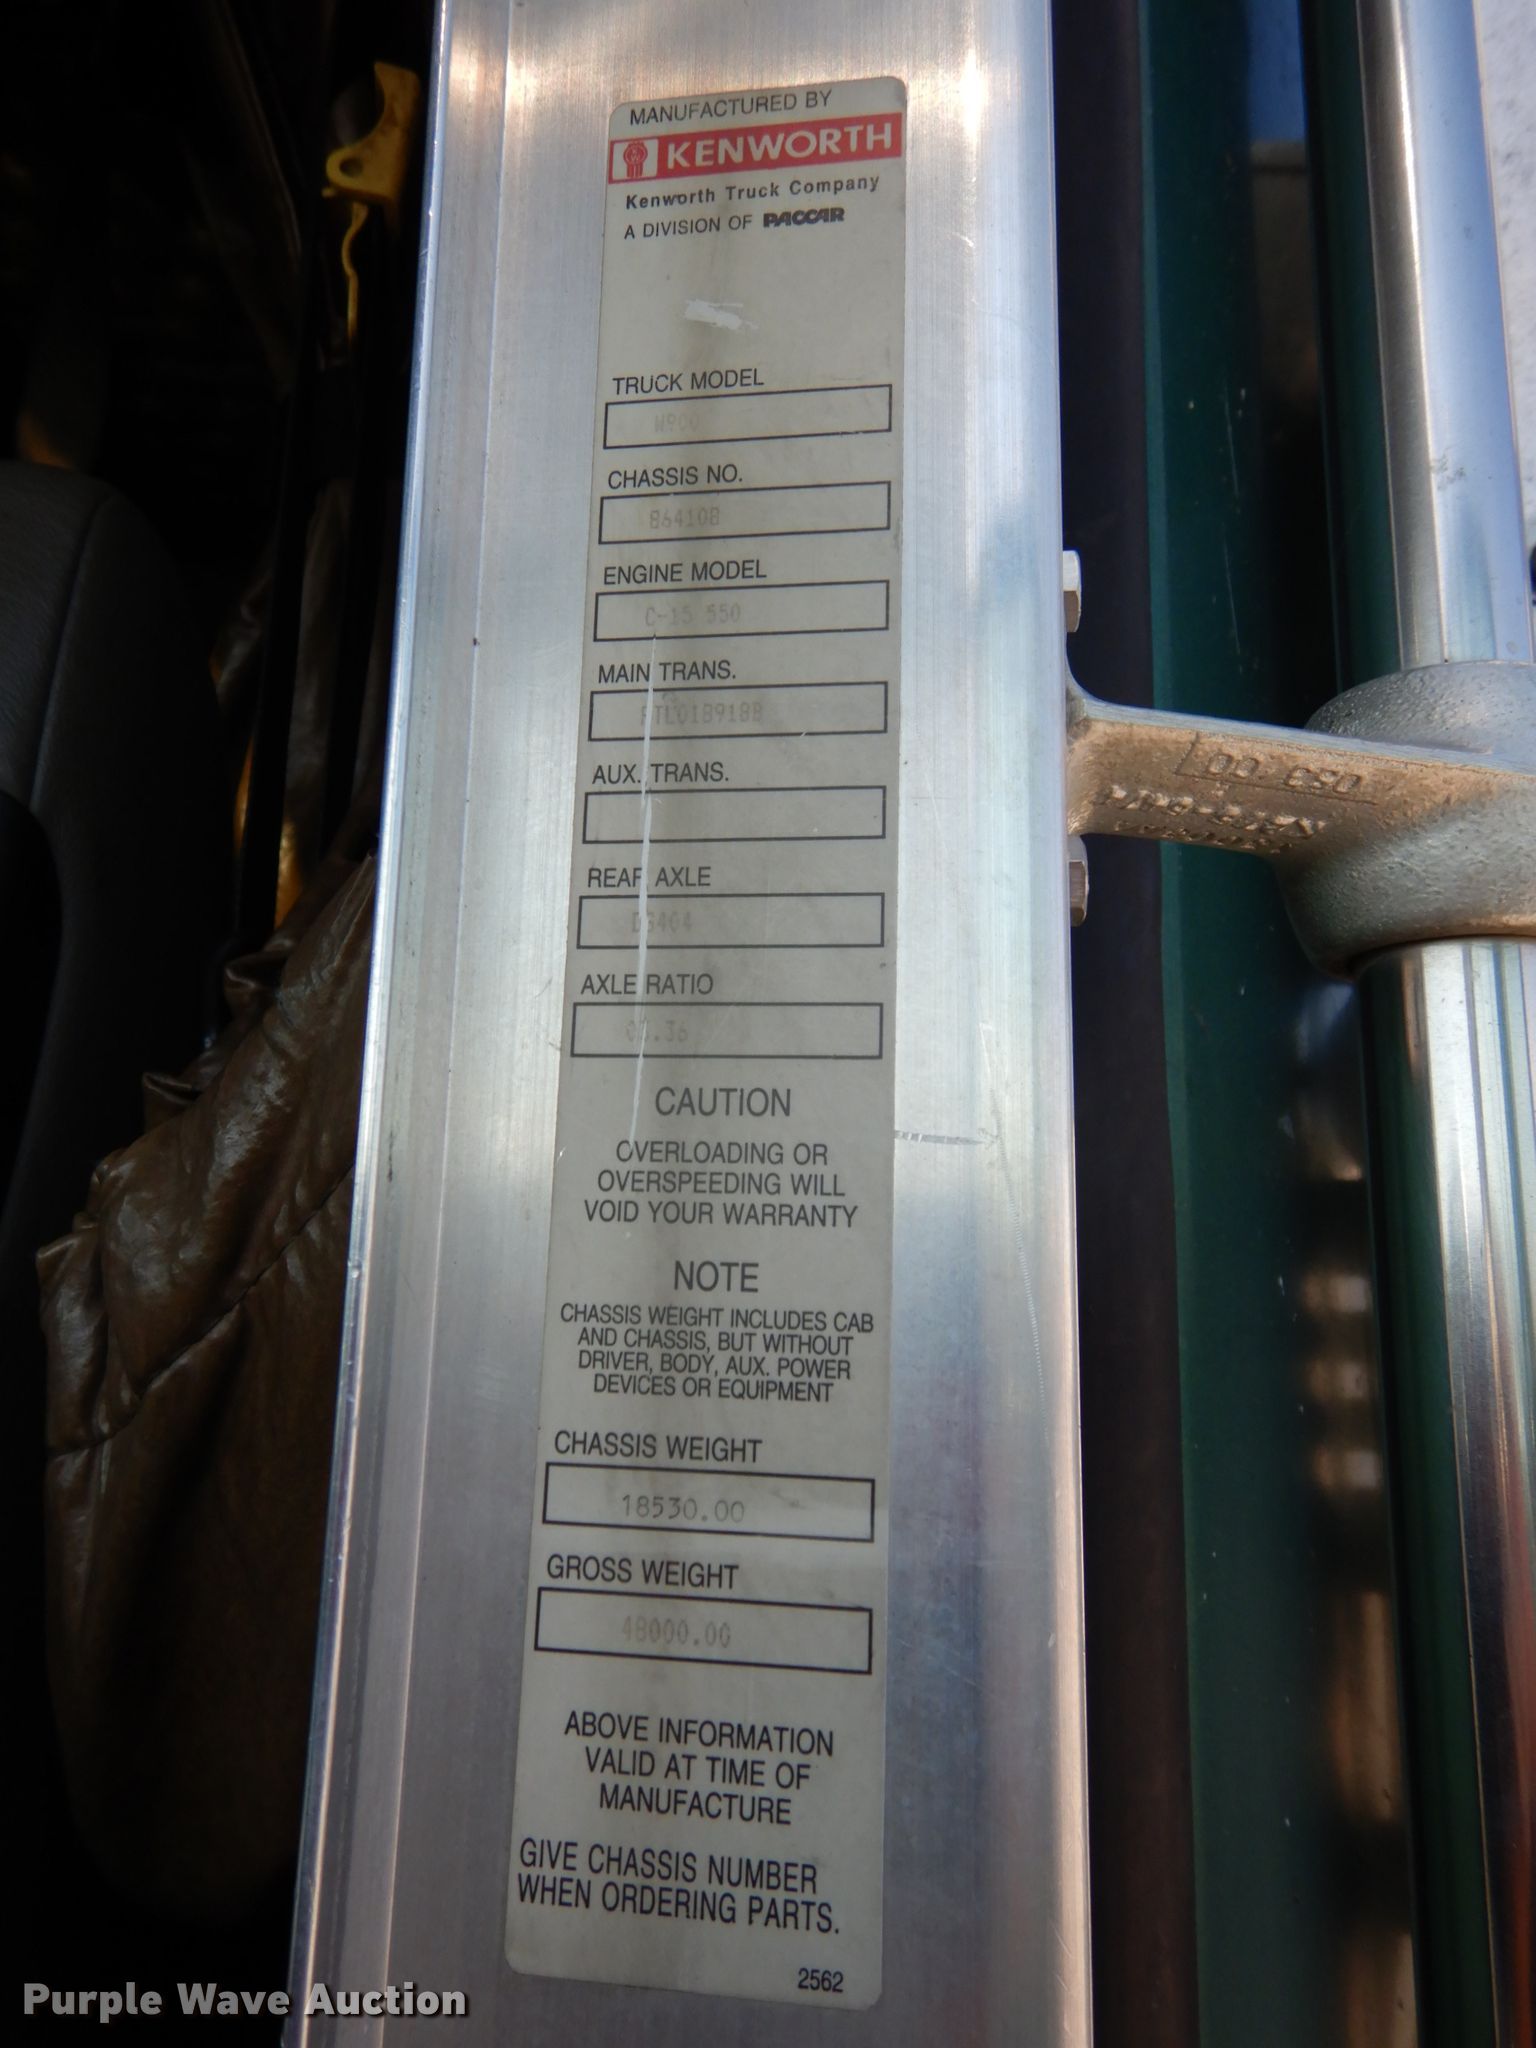 MANUFACTURED BY
KENWORTH
Kenworth Truck Company
A DIVISION OF PACCAR
TRUCK MODEL
W900
CHASSIS NO.
ENGINE MODEL
C-15 550
MAIN TRANS.
AUX. TRANS.
REAR AXLE
AXLE RATIO
CAUTION
OVERLOADING OR
OVERSPEEDING WILL
VOID YOUR WARRANTY
NOTE
CHASSIS WEIGHT INCLUDES CAB
AND CHASSIS, BUT WITHOUT
DRIVER, BODY, AUX. POWER
DEVICES OR EQUIPMENT
CHASSIS WEIGHT
18530.00
GROSS WEIGHT
48000.00
ABOVE INFORMATION
VALID AT TIME OF
MANUFACTURE
GIVE CHASSIS NUMBER
WHEN ORDERING PARTS.
2562
Purple Wave Auction